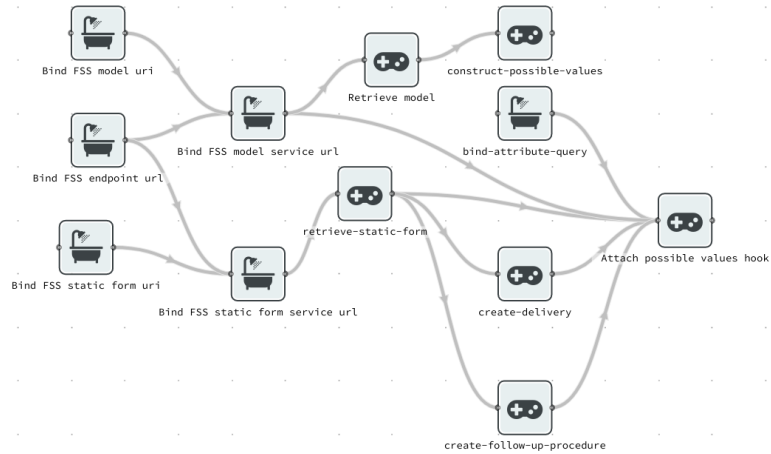 Bind FSS model uri
construct-possible-values
Retrieve model
Bind FSS model service url
bind-attribute-query
Bind FSS endpoint url
retrieve-static-form
Attach possible values hook
Bind FSS static form uri
Bind FSS static form service url
create-delivery
create-follow-up-procedure